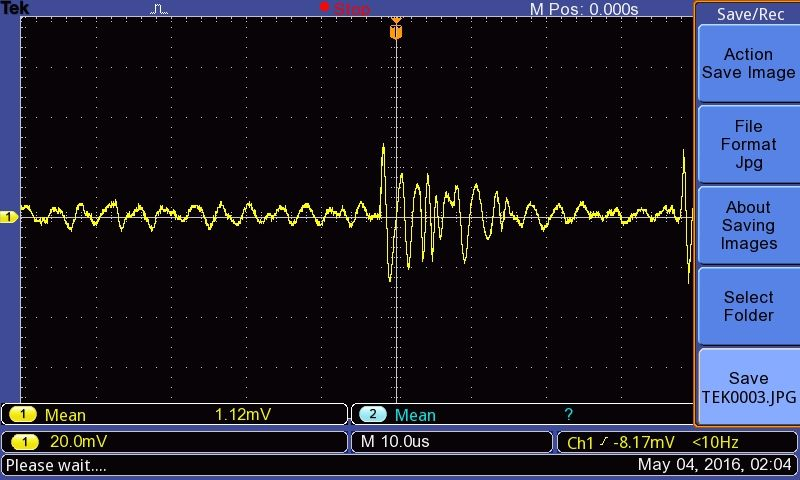 Tek
Stop
M Pos: 0.000s
Save/Rec
T
Action
Save Image
File
Format
Jpg
About
Saving
Images
Select
Folder
Save
TEK0003.JPG
1
1 Mean 1.12mV
2 Mean ?
1 20.0mV
M 10.0us
Ch1 -8.17mV <10Hz
Please wait....
May 04, 2016, 02:04